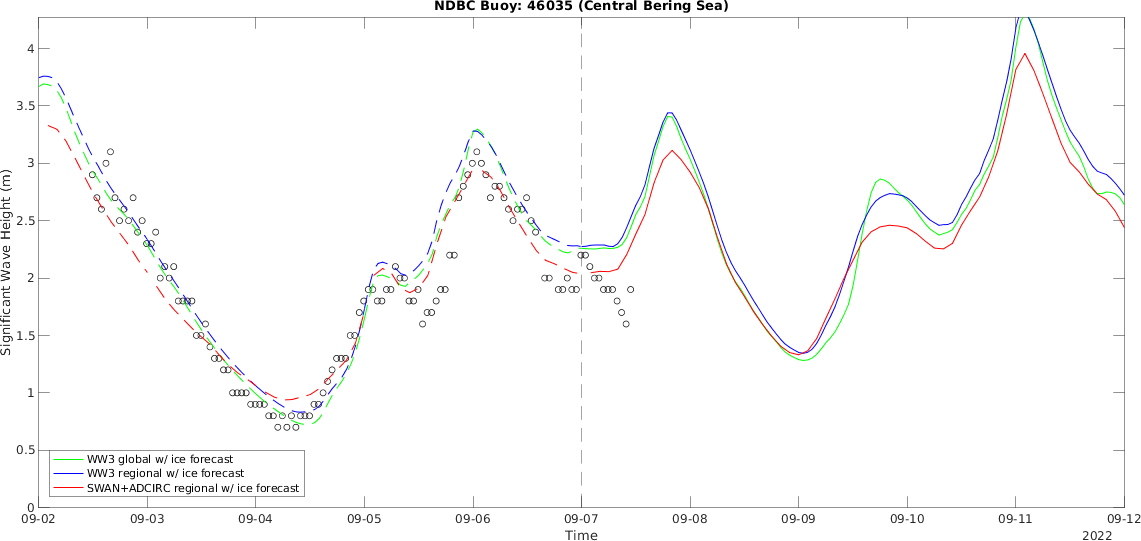 NDBC Buoy: 46035 (Central Bering Sea)
Significant Wave Height (m)
4
3.5
3
2.5
2
1.5
1
0.5
0
WW3 global w/ ice forecast
WW3 regional w/ ice forecast
SWAN+ADCIRC regional w/ ice forecast
09-02 09-03 09-04 09-05 09-06 09-07 09-08 09-09 09-10 09-11 09-12
Time
2022